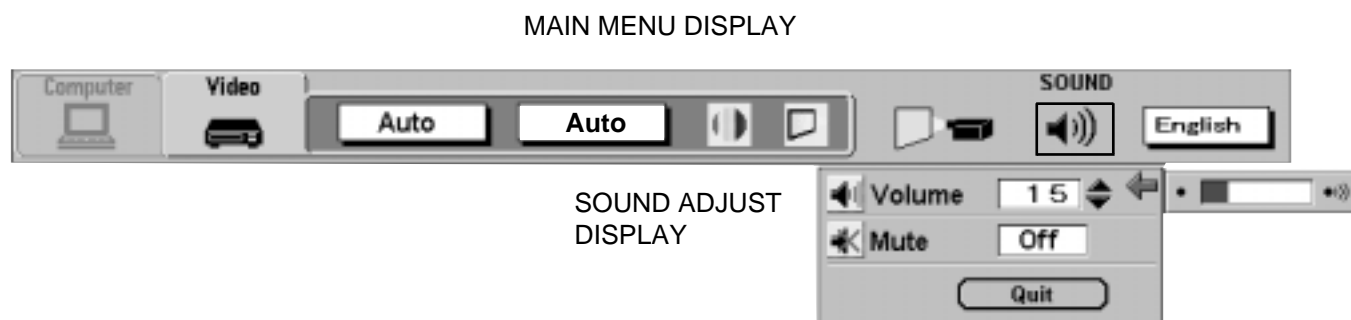 MAIN MENU DISPLAY
Computer
Video
SOUND
Auto
Auto
English
SOUND ADJUST
DISPLAY
Volume 15
Mute Off
Quit